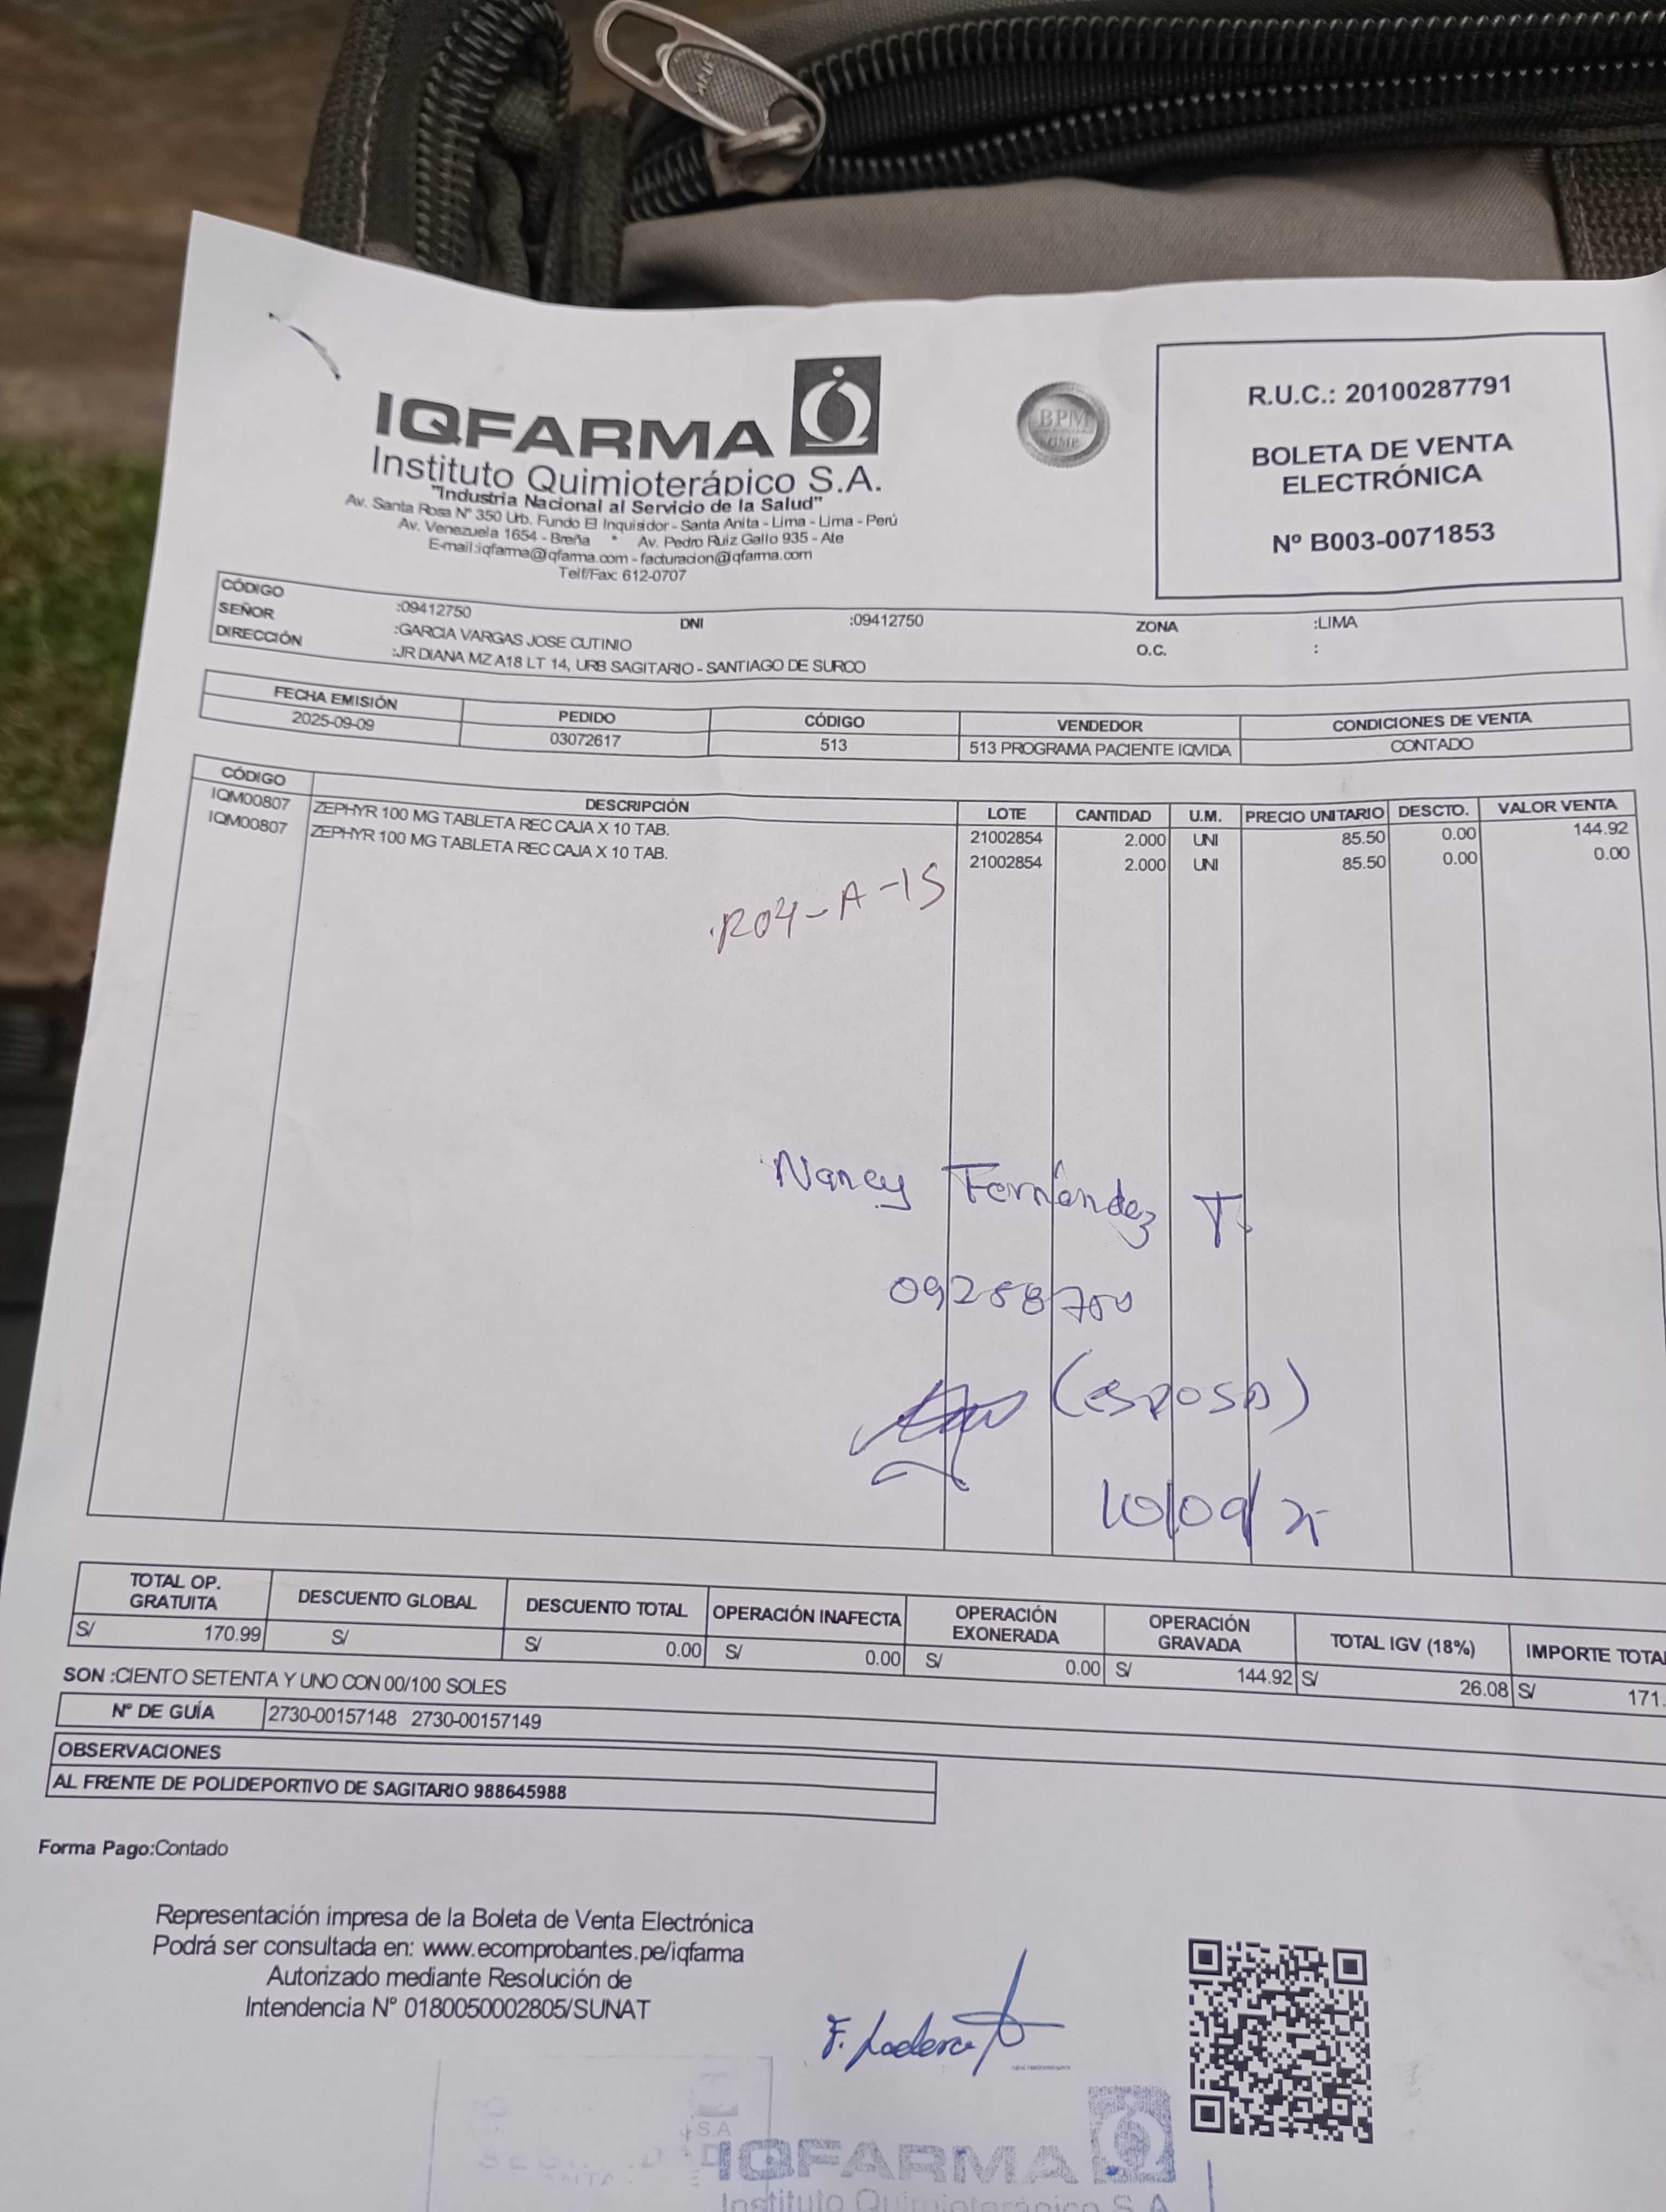 IQFARMA
Instituto Quimioterápico S.A.
"Industria Nacional al Servicio de la Salud"
Av. Santa Rosa N° 350 Urb. Fundo El Inquisidor - Santa Anita - Lima - Lima - Perú
Av. Venezuela 1654 - Breña * Av. Pedro Ruiz Gallo 935 - Ate
E-mail:iqfarma@iqfarma.com - facturacion@iqfarma.com
Telf/Fax: 612-0707
BPM
GMP
R.U.C.: 20100287791
BOLETA DE VENTA
ELECTRÓNICA
Nº B003-0071853
CÓDIGO :09412750 DNI :09412750 ZONA :LIMA
SEÑOR :GARCIA VARGAS JOSE CUTINIO O.C. :
DIRECCIÓN :JR DIANA MZ A18 LT 14, URB SAGITARIO - SANTIAGO DE SURCO
FECHA EMISIÓN PEDIDO CÓDIGO VENDEDOR CONDICIONES DE VENTA
2025-09-09 03072617 513 513 PROGRAMA PACIENTE IQVIDA CONTADO
CÓDIGO DESCRIPCIÓN LOTE CANTIDAD U.M. PRECIO UNITARIO DESCTO. VALOR VENTA
IQM00807 ZEPHYR 100 MG TABLETA REC CAJA X 10 TAB. 21002854 2.000 UNI 85.50 0.00 144.92
IQM00807 ZEPHYR 100 MG TABLETA REC CAJA X 10 TAB. 21002854 2.000 UNI 85.50 0.00 0.00
R04-A-15
Nancy Fernández T.
09258700
(esposa)
10/09/25
TOTAL OP. GRATUITA DESCUENTO GLOBAL DESCUENTO TOTAL OPERACIÓN INAFECTA OPERACIÓN EXONERADA OPERACIÓN GRAVADA TOTAL IGV (18%) IMPORTE TOTA
S/ 170.99 S/ S/ 0.00 S/ 0.00 S/ 0.00 S/ 144.92 S/ 26.08 S/ 171.
SON :CIENTO SETENTA Y UNO CON 00/100 SOLES
N° DE GUÍA 2730-00157148 2730-00157149
OBSERVACIONES
AL FRENTE DE POLIDEPORTIVO DE SAGITARIO 988645988
Forma Pago:Contado
Representación impresa de la Boleta de Venta Electrónica
Podrá ser consultada en: www.ecomprobantes.pe/iqfarma
Autorizado mediante Resolución de
Intendencia N° 0180050002805/SUNAT
IQFARMA
Instituto Quimioterápico S.A.